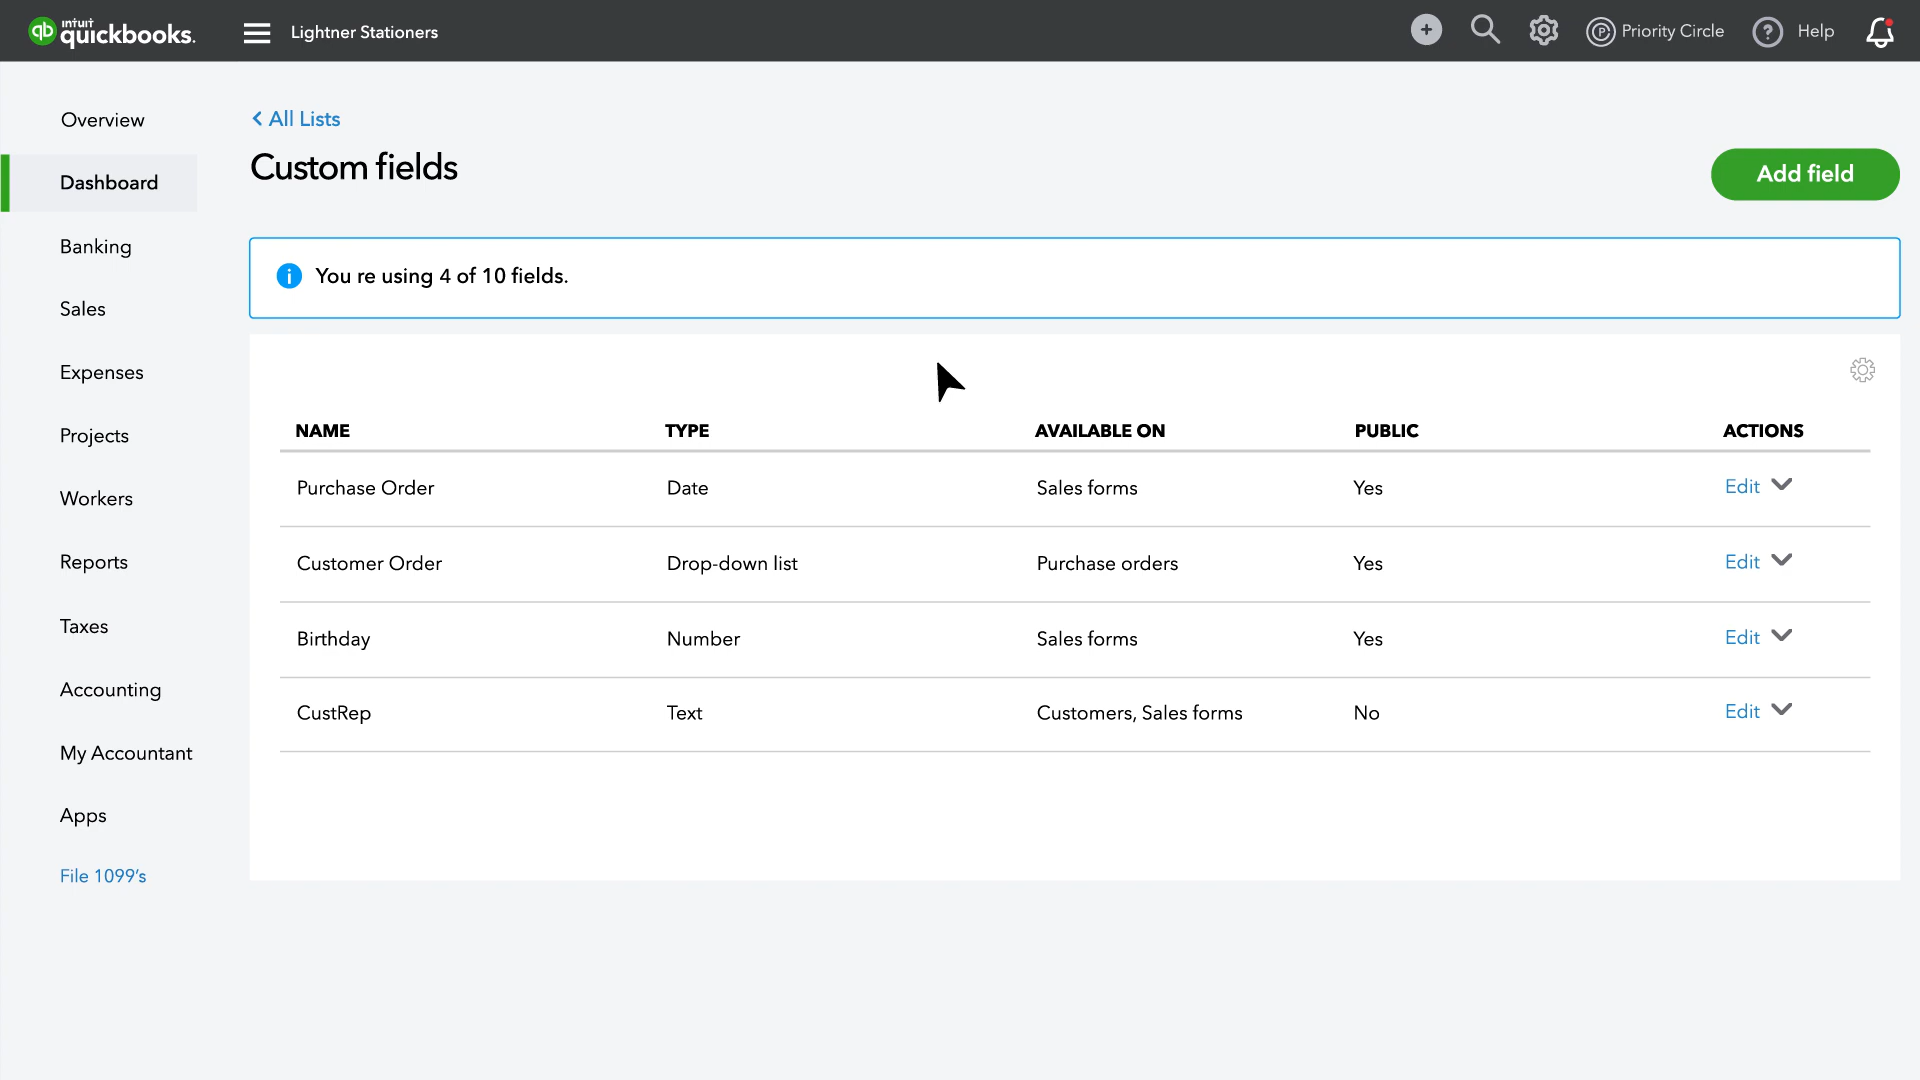 intuit
quickbooks.
Lightner Stationers
Priority Circle
Help
Overview
Dashboard
Banking
Sales
Expenses
Projects
Workers
Reports
Taxes
Accounting
My Accountant
Apps
File 1099's
All Lists
Custom fields
Add field
You re using 4 of 10 fields.
NAME TYPE AVAILABLE ON PUBLIC ACTIONS
Purchase Order Date Sales forms Yes Edit
Customer Order Drop-down list Purchase orders Yes Edit
Birthday Number Sales forms Yes Edit
CustRep Text Customers, Sales forms No Edit